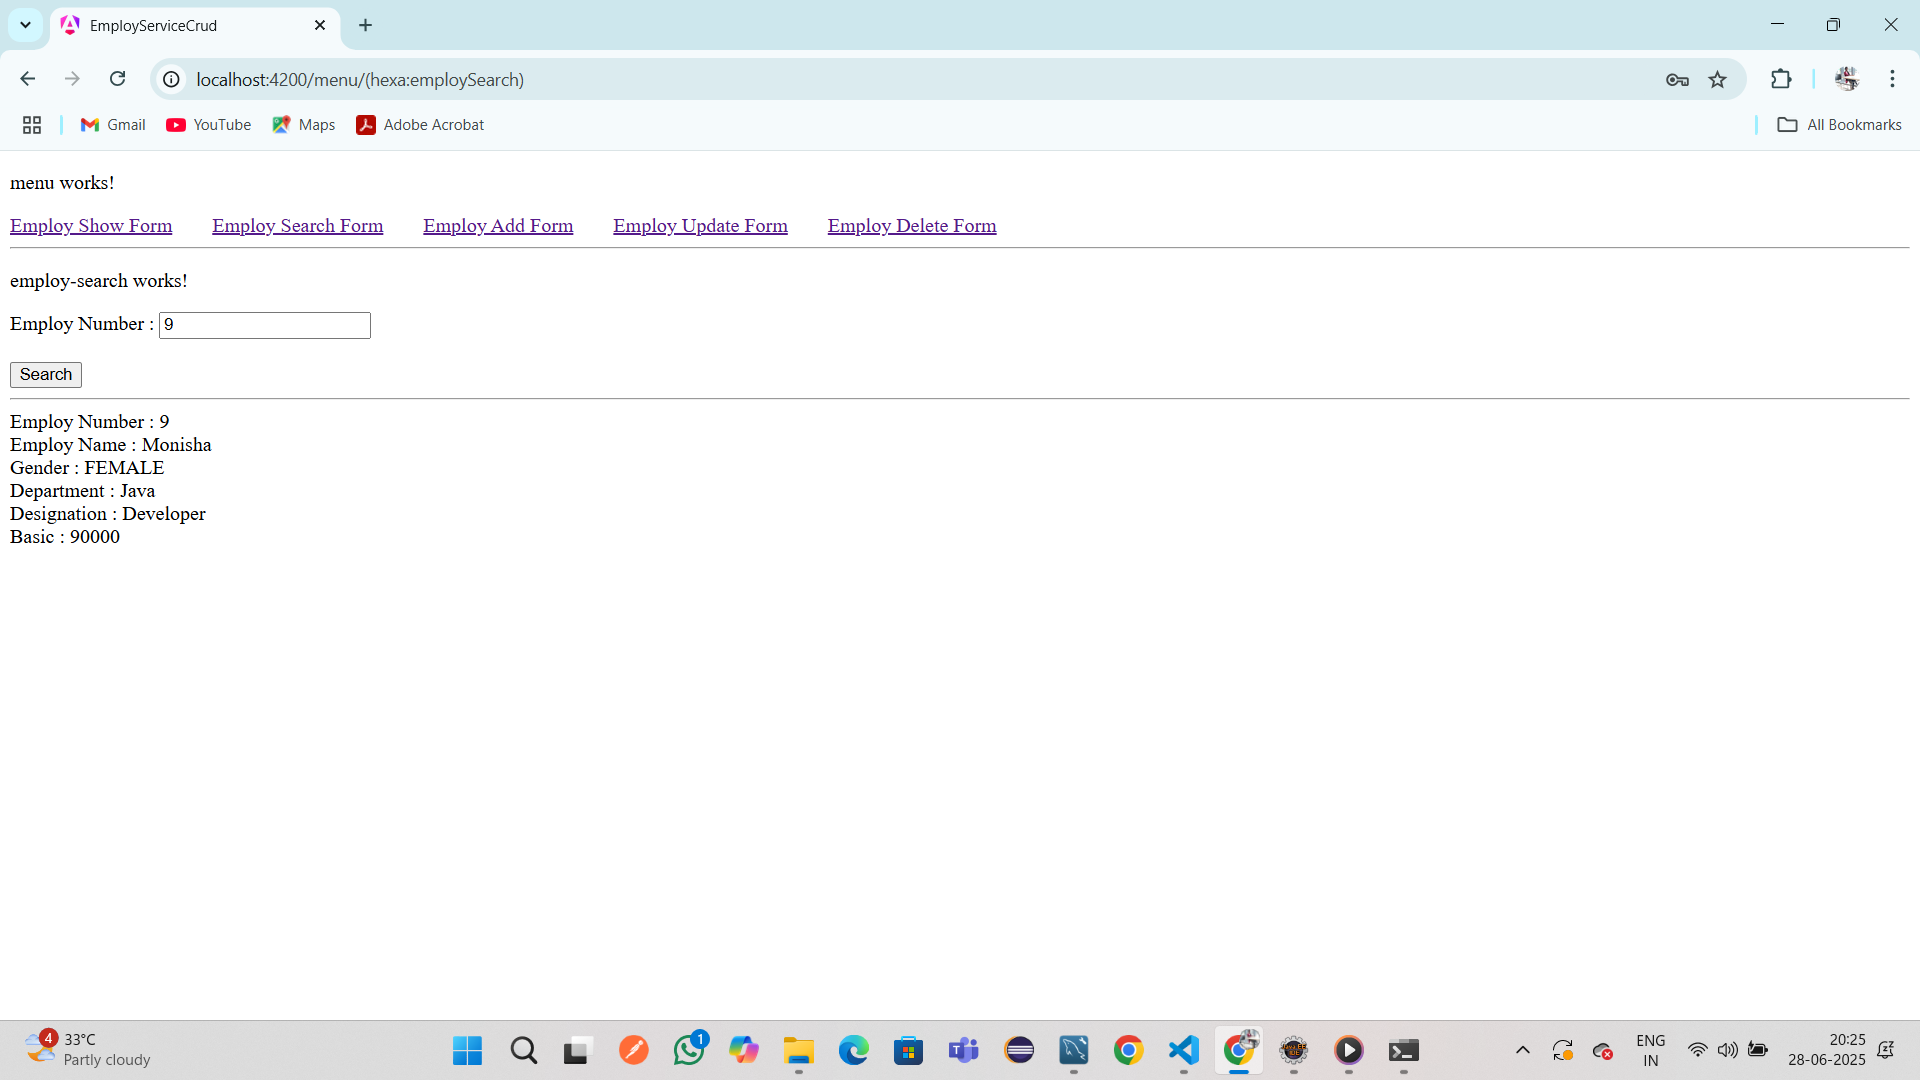 EmployServiceCrud
localhost:4200/menu/(hexa:employSearch)
Gmail YouTube Maps Adobe Acrobat All Bookmarks
menu works!
Employ Show Form Employ Search Form Employ Add Form Employ Update Form Employ Delete Form
employ-search works!
Employ Number : 9
Search
Employ Number : 9
Employ Name : Monisha
Gender : FEMALE
Department : Java
Designation : Developer
Basic : 90000
4 33°C
Partly cloudy
1
ENG
IN
20:25
28-06-2025